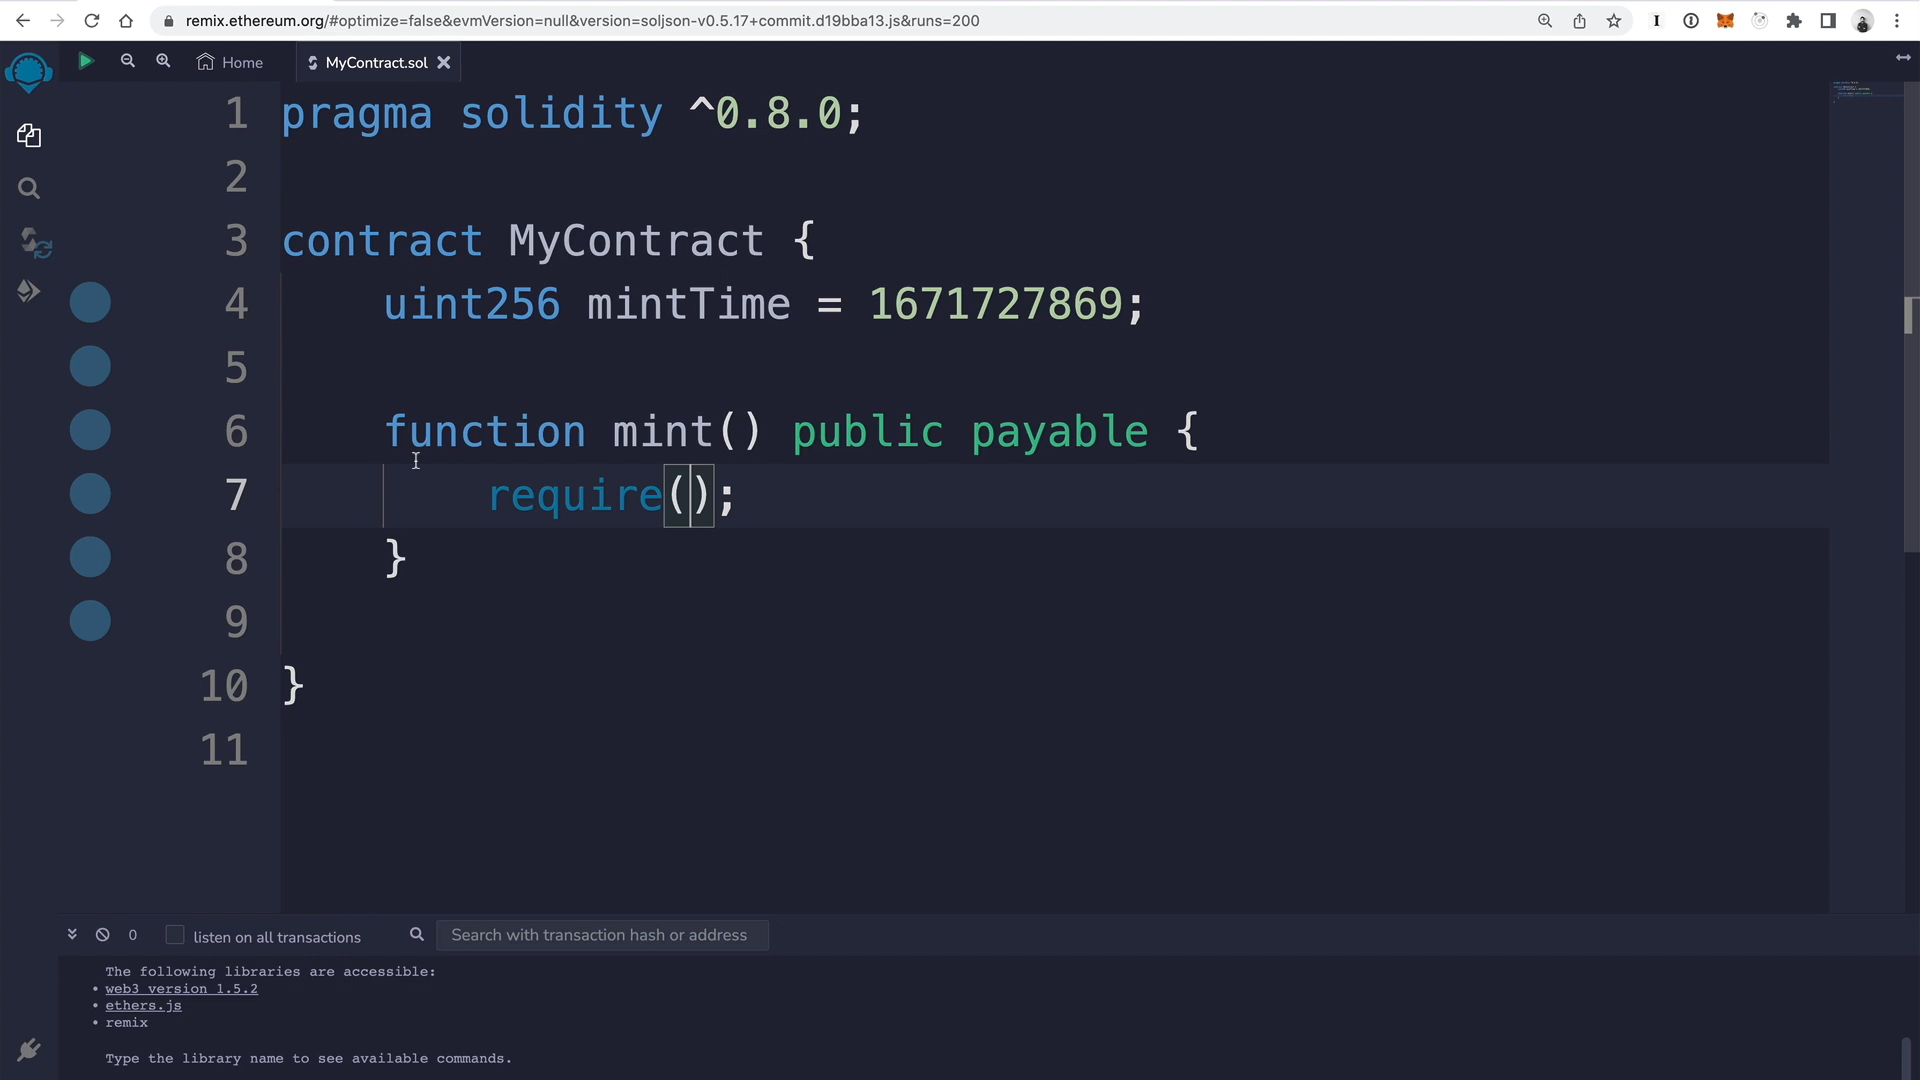 remix.ethereum.org/#optimize=false&evmVersion=null&version=soljson-v0.5.17+commit.d19bba13.js&runs=200
Home
MyContract.sol
1 pragma solidity ^0.8.0;
2
3 contract MyContract {
4 uint256 mintTime = 1671727869;
5
6 function mint() public payable {
7 require();
8 }
9
10 }
11
0 listen on all transactions Search with transaction hash or address
The following libraries are accessible:
• web3 version 1.5.2
• ethers.js
• remix
Type the library name to see available commands.